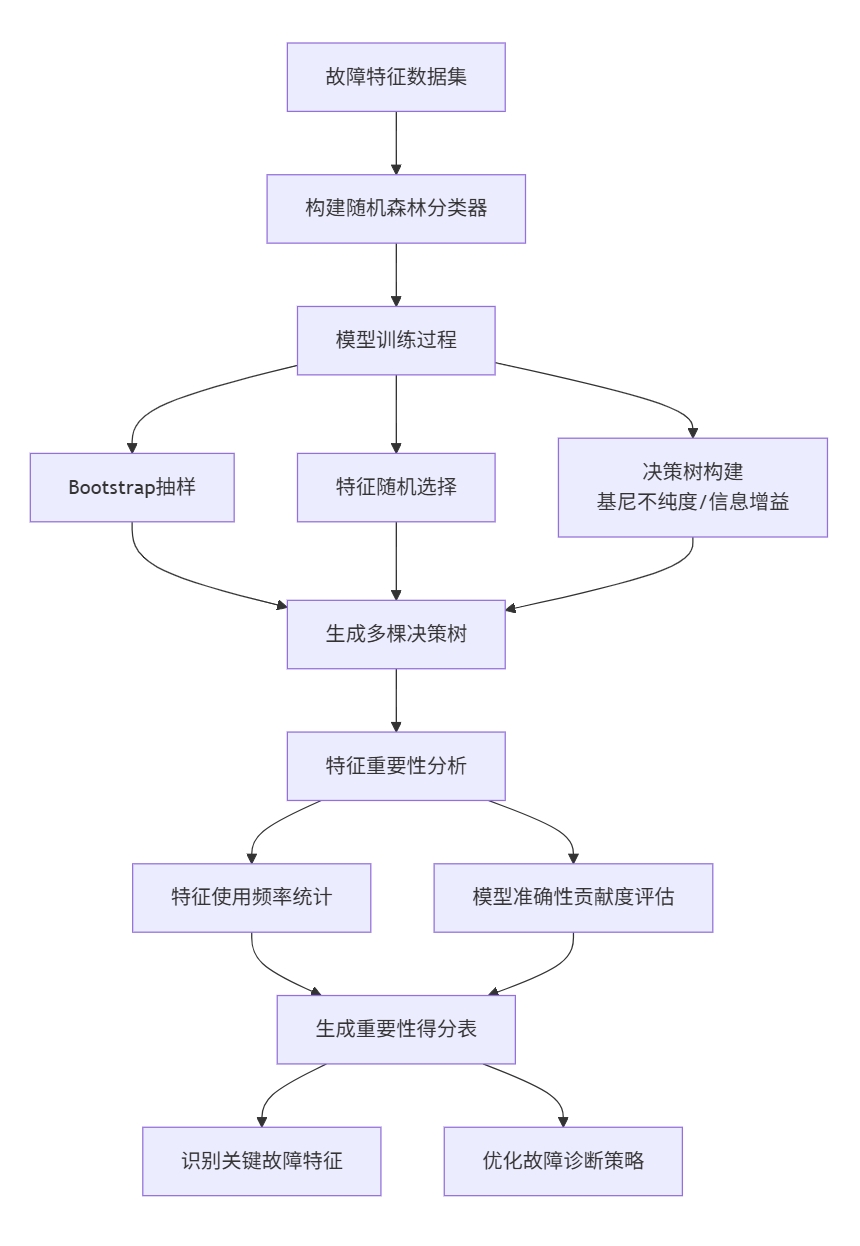 故障特征数据集
构建随机森林分类器
模型训练过程
Bootstrap抽样
特征随机选择
决策树构建
基尼不纯度/信息增益
生成多棵决策树
特征重要性分析
特征使用频率统计
模型准确性贡献度评估
生成重要性得分表
识别关键故障特征
优化故障诊断策略